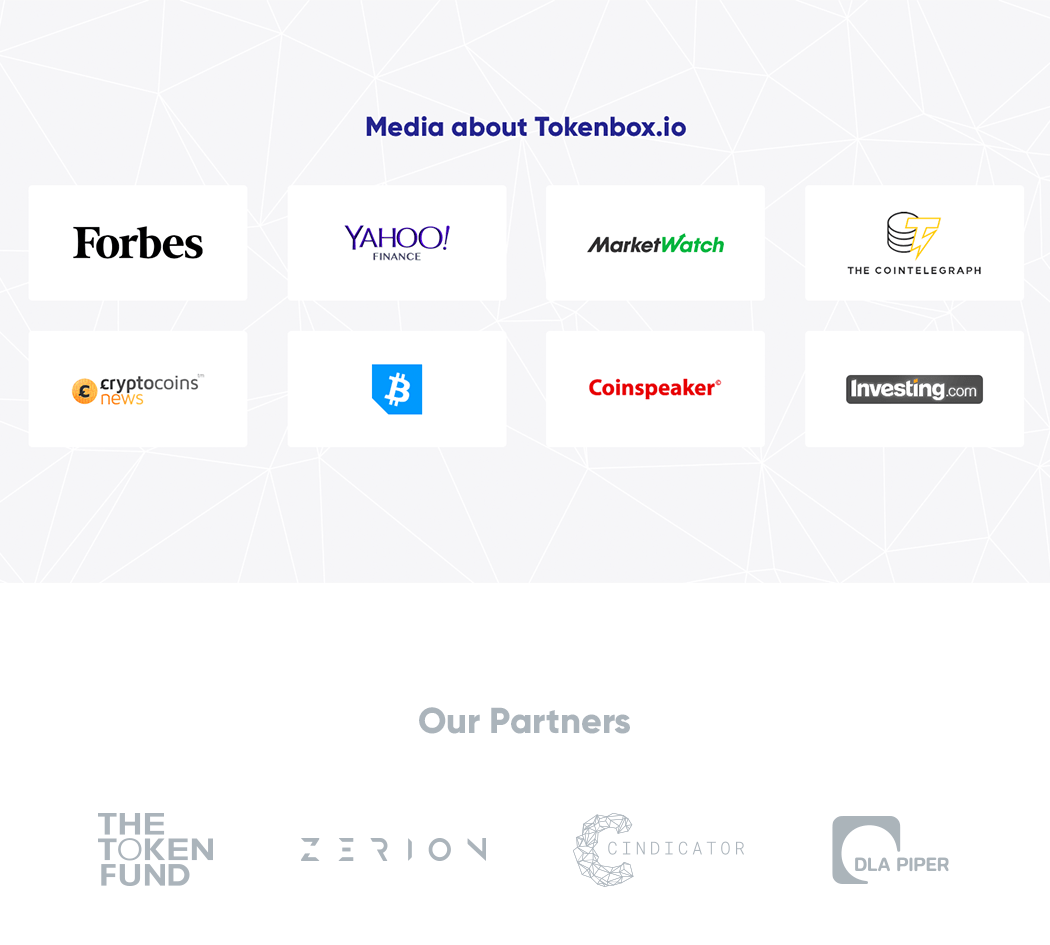 Media about Tokenbox.io
Forbes
YAHOO!
FINANCE
MarketWatch
THE COINTELEGRAPH
cryptocoins™
news
Coinspeaker©
Investing.com
Our Partners
THE
TOKEN
FUND
ZERION
CINDICATOR
DLA PIPER